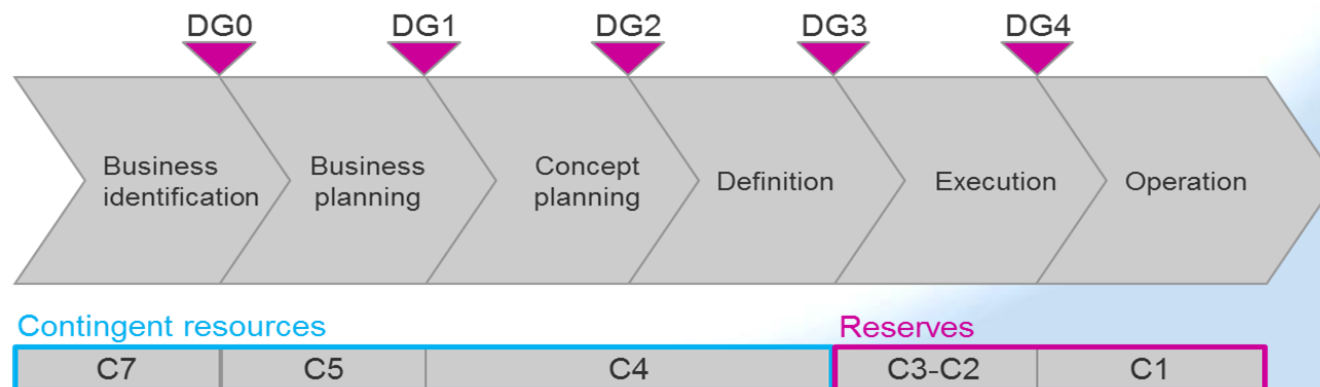 DG0 DG1 DG2 DG3 DG4
Business
identification
Business
planning
Concept
planning
Definition
Execution
Operation
Contingent resources
Reserves
C7 C5 C4 C3-C2 C1